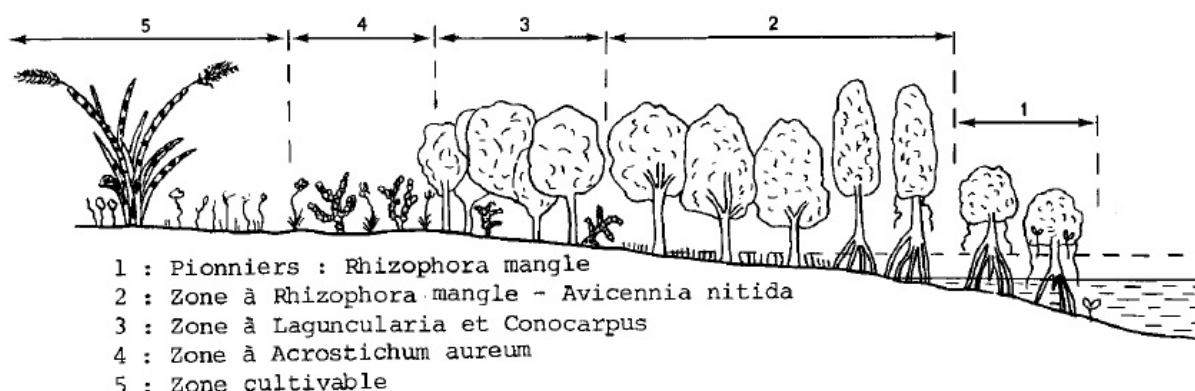 5 4 3 2
1
1 : Pionniers : Rhizophora mangle
2 : Zone à Rhizophora mangle - Avicennia nitida
3 : Zone à Laguncularia et Conocarpus
4 : Zone à Acrostichum aureum
5 : Zone cultivable